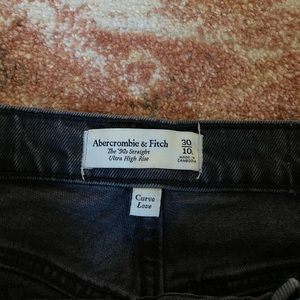 Abercrombie & Fitch
The '90s Straight
Ultra High Rise
30
10
MADE IN
CAMBODIA
Curve
Love